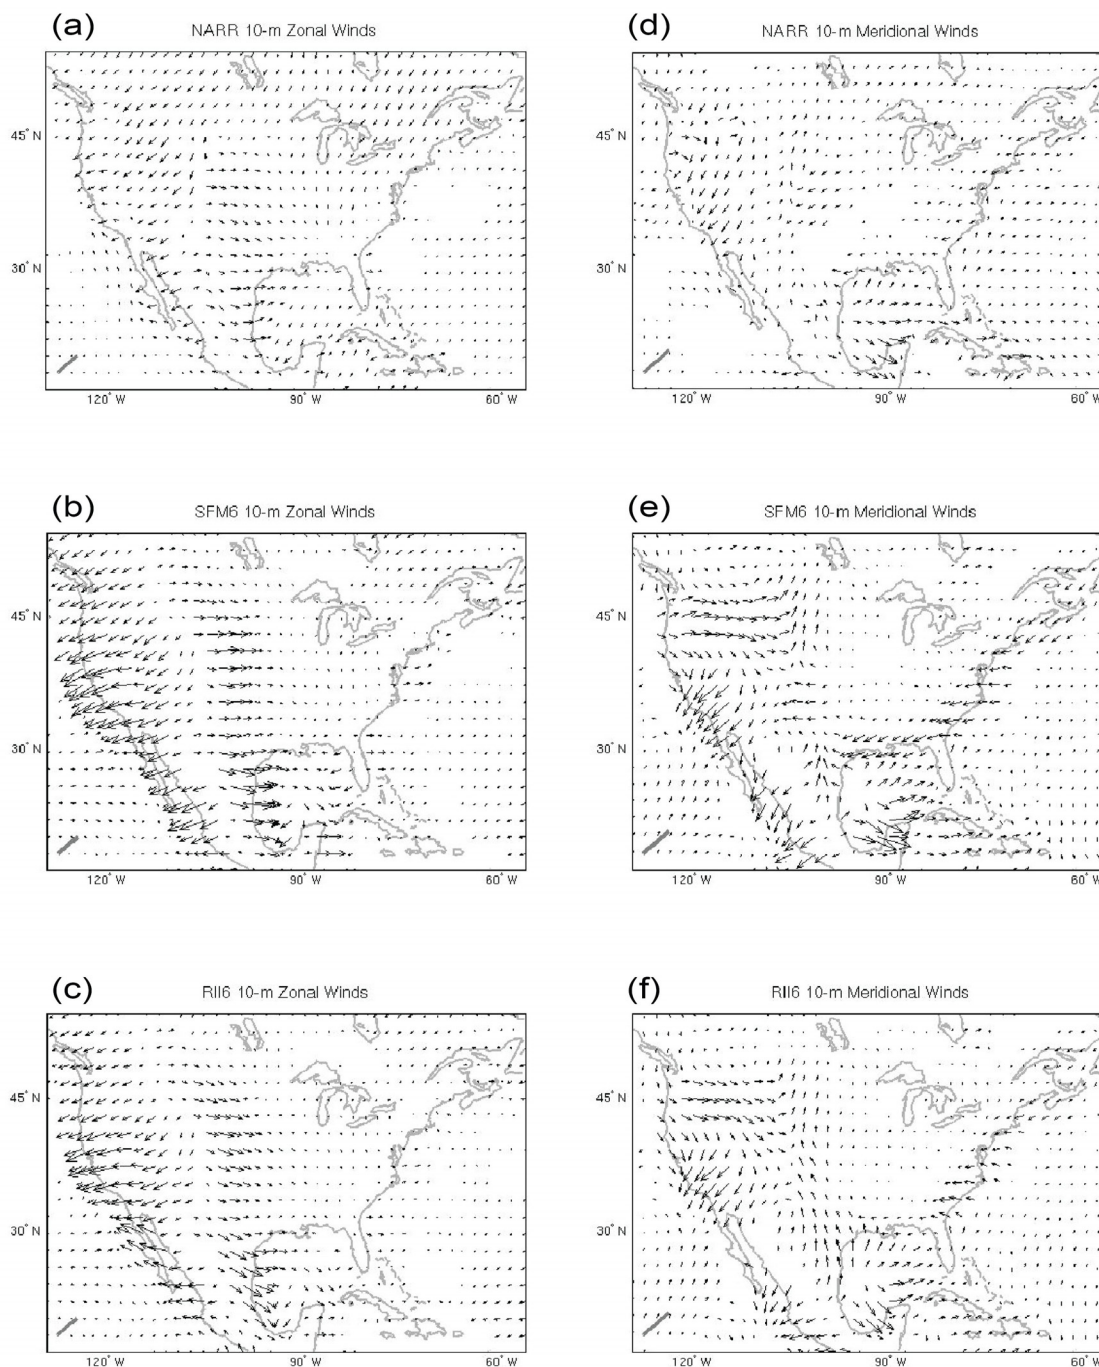 (a)
NARR 10-m Zonal Winds
45° N
30° N
120° W
90° W
60° W
(d)
NARR 10-m Meridional Winds
45° N
30° N
120° W
90° W
60° W
(b)
SFM6 10-m Zonal Winds
45° N
30° N
120° W
90° W
60° W
(e)
SFM6 10-m Meridional Winds
45° N
30° N
120° W
90° W
60° W
(c)
RII6 10-m Zonal Winds
45° N
30° N
120° W
90° W
60° W
(f)
RII6 10-m Meridional Winds
45° N
30° N
120° W
90° W
60° W